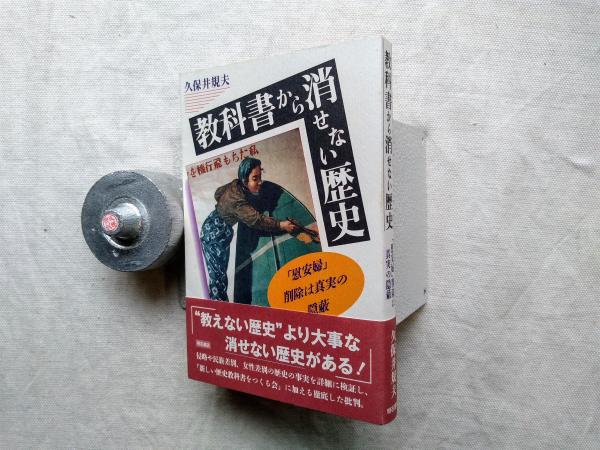 久保井規夫
教科書から消せない歴史
を機行飛もちた私
「慰安婦」
削除は真実の
隠蔽
“教えない歴史”より大事な
消せない歴史がある！
侵略や民族差別、女性差別の歴史の事実を詳細に検証し、
「新しい歴史教科書をつくる会」に加える徹底した批判。
教科書から消せない歴史
「慰安婦」削除は真実の隠蔽
久保井規夫